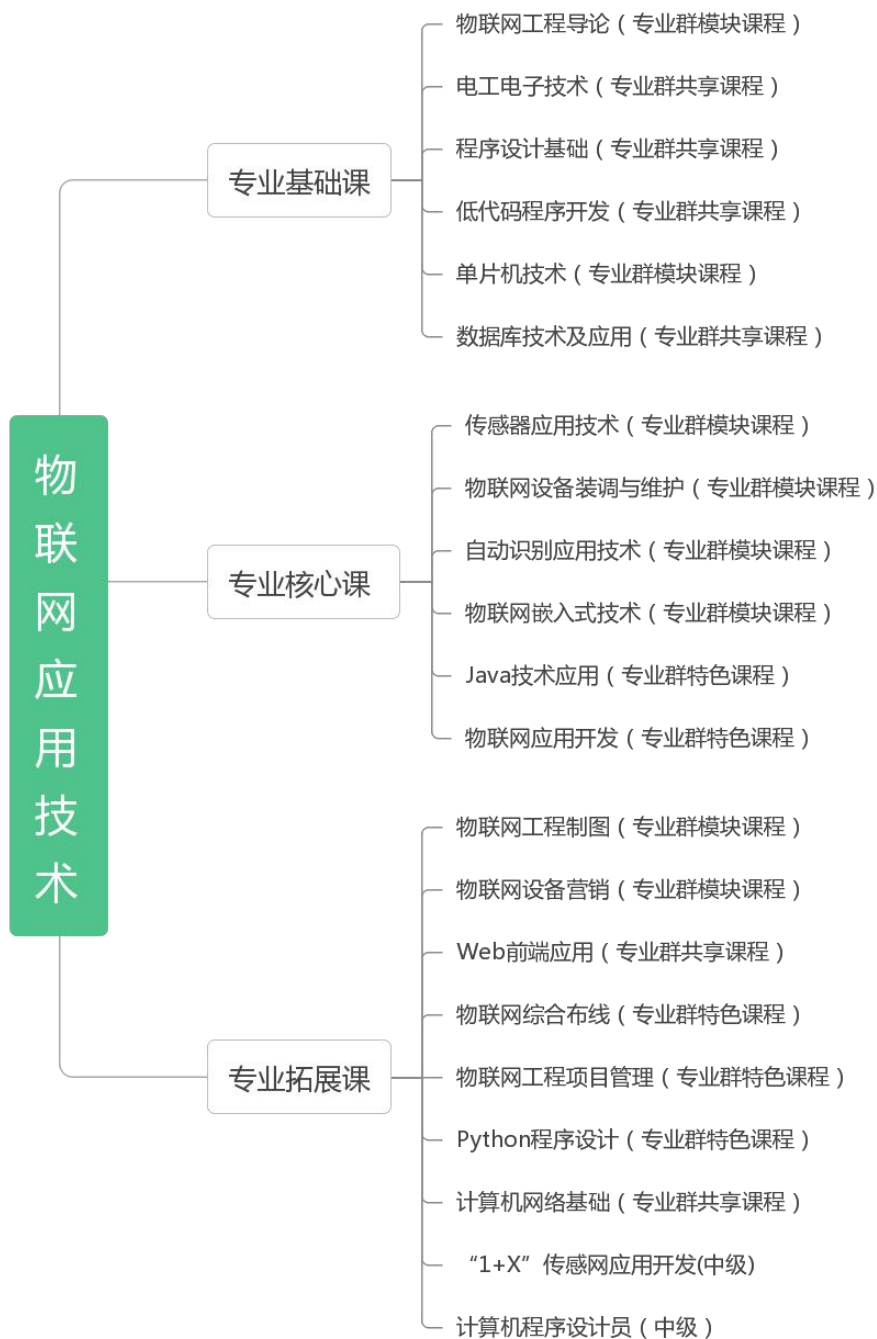 物联网应用技术
专业基础课
物联网工程导论（专业群模块课程）
电工电子技术（专业群共享课程）
程序设计基础（专业群共享课程）
低代码程序开发（专业群共享课程）
单片机技术（专业群模块课程）
数据库技术及应用（专业群共享课程）
专业核心课
传感器应用技术（专业群模块课程）
物联网设备装调与维护（专业群模块课程）
自动识别应用技术（专业群模块课程）
物联网嵌入式技术（专业群模块课程）
Java技术应用（专业群特色课程）
物联网应用开发（专业群特色课程）
专业拓展课
物联网工程制图（专业群模块课程）
物联网设备营销（专业群模块课程）
Web前端应用（专业群共享课程）
物联网综合布线（专业群特色课程）
物联网工程项目管理（专业群特色课程）
Python程序设计（专业群特色课程）
计算机网络基础（专业群共享课程）
“1+X”传感网应用开发(中级)
计算机程序设计员（中级）